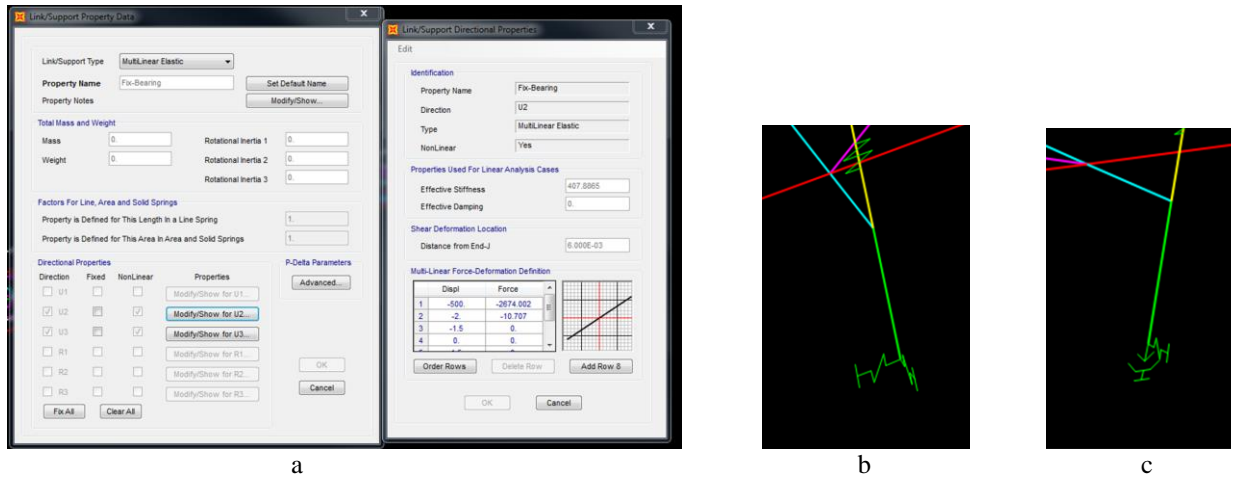 Link/Support Property Data
X
Link/Support Type
MultiLinear Elastic
Property Name
Fix-Bearing
Set Default Name
Property Notes
Modify/Show...
Total Mass and Weight
Mass
0.
Rotational Inertia 1
0.
Weight
0.
Rotational Inertia 2
0.
Rotational Inertia 3
0.
Factors For Line, Area and Solid Springs
Property is Defined for This Length In a Line Spring
1.
Property is Defined for This Area In Area and Solid Springs
1.
Directional Properties
P-Delta Parameters
Direction Fixed NonLinear Properties
Advanced...
U1
Modify/Show for U1...
U2
Modify/Show for U2...
U3
Modify/Show for U3...
R1
Modify/Show for R1...
R2
Modify/Show for R2...
R3
Modify/Show for R3...
OK
Cancel
Fix All
Clear All
Link/Support Directional Properties
X
Edit
Identification
Property Name
Fix-Bearing
Direction
U2
Type
MultiLinear Elastic
NonLinear
Yes
Properties Used For Linear Analysis Cases
Effective Stiffness
407.8865
Effective Damping
0.
Shear Deformation Location
Distance from End-J
6.000E-03
Multi-Linear Force-Deformation Definition
Displ Force
1 -500. -2674.002
2 -2. -10.707
3 -1.5 0.
4 0. 0.
Order Rows
Delete Row
Add Row 8
OK
Cancel
a
b
c